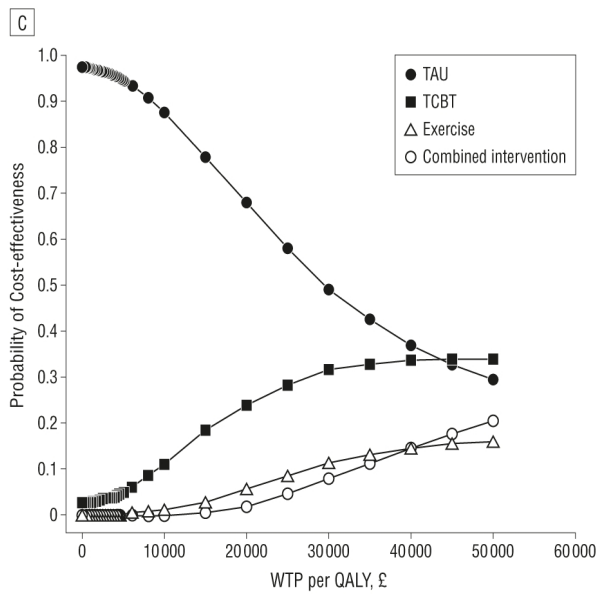 C
TAU
TCBT
Exercise
Combined intervention
Probability of Cost-effectiveness
1.0
0.9
0.8
0.7
0.6
0.5
0.4
0.3
0.2
0.1
0
0 10 000 20 000 30 000 40 000 50 000 60 000
WTP per QALY, £